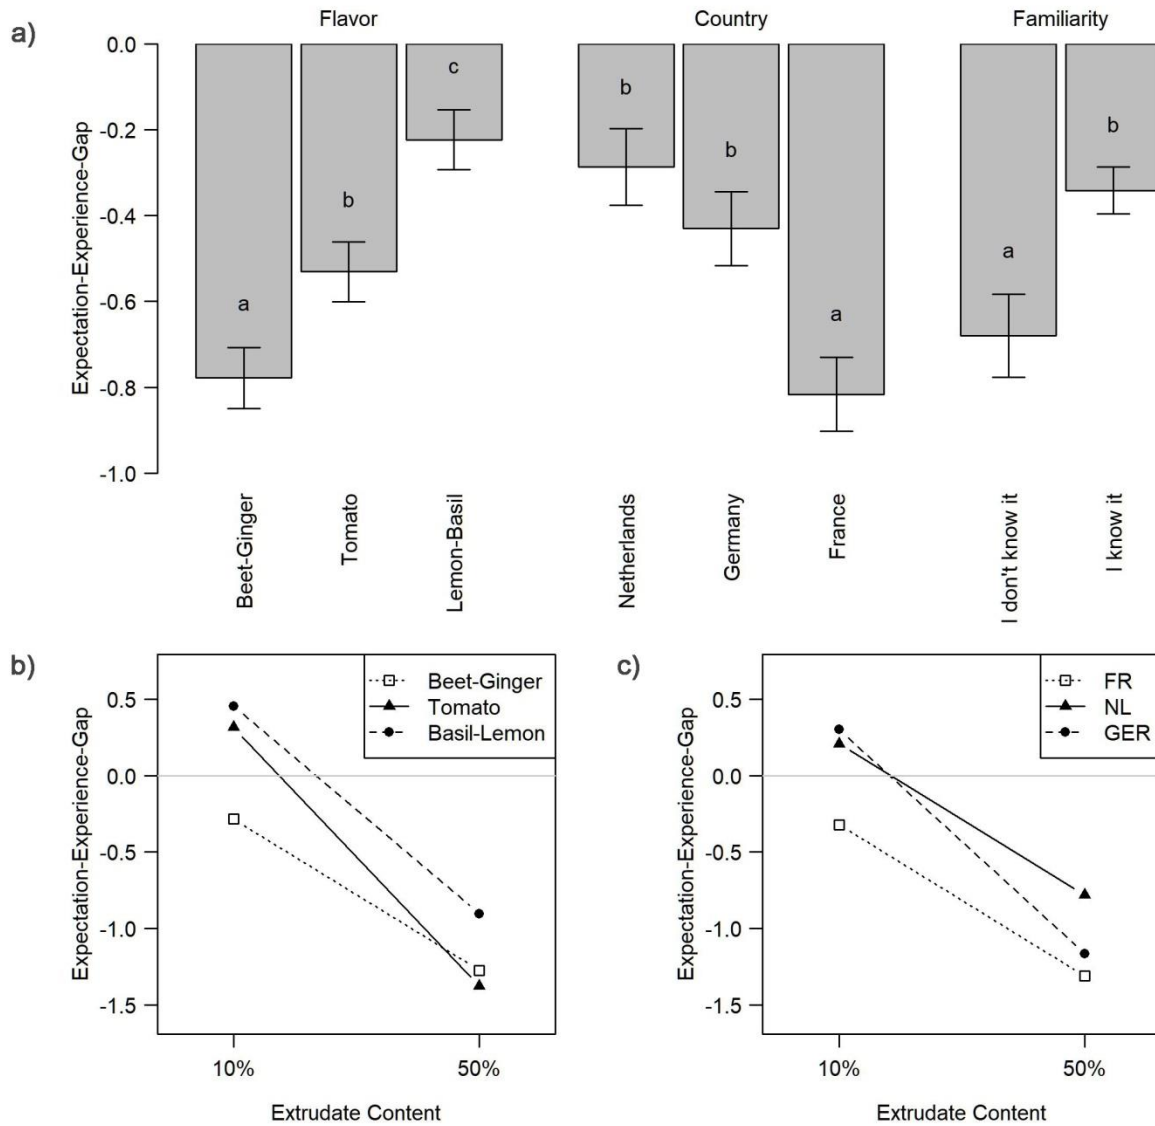 a)
Flavor
Country
Familiarity
Expectation-Experience-Gap
0.0
-0.2
-0.4
-0.6
-0.8
-1.0
a
b
c
b
b
a
a
b
Beet-Ginger
Tomato
Lemon-Basil
Netherlands
Germany
France
I don't know it
I know it
b)
Expectation-Experience-Gap
0.5
0.0
-0.5
-1.0
-1.5
Beet-Ginger
Tomato
Basil-Lemon
10%
50%
Extrudate Content
c)
Expectation-Experience-Gap
0.5
0.0
-0.5
-1.0
-1.5
FR
NL
GER
10%
50%
Extrudate Content